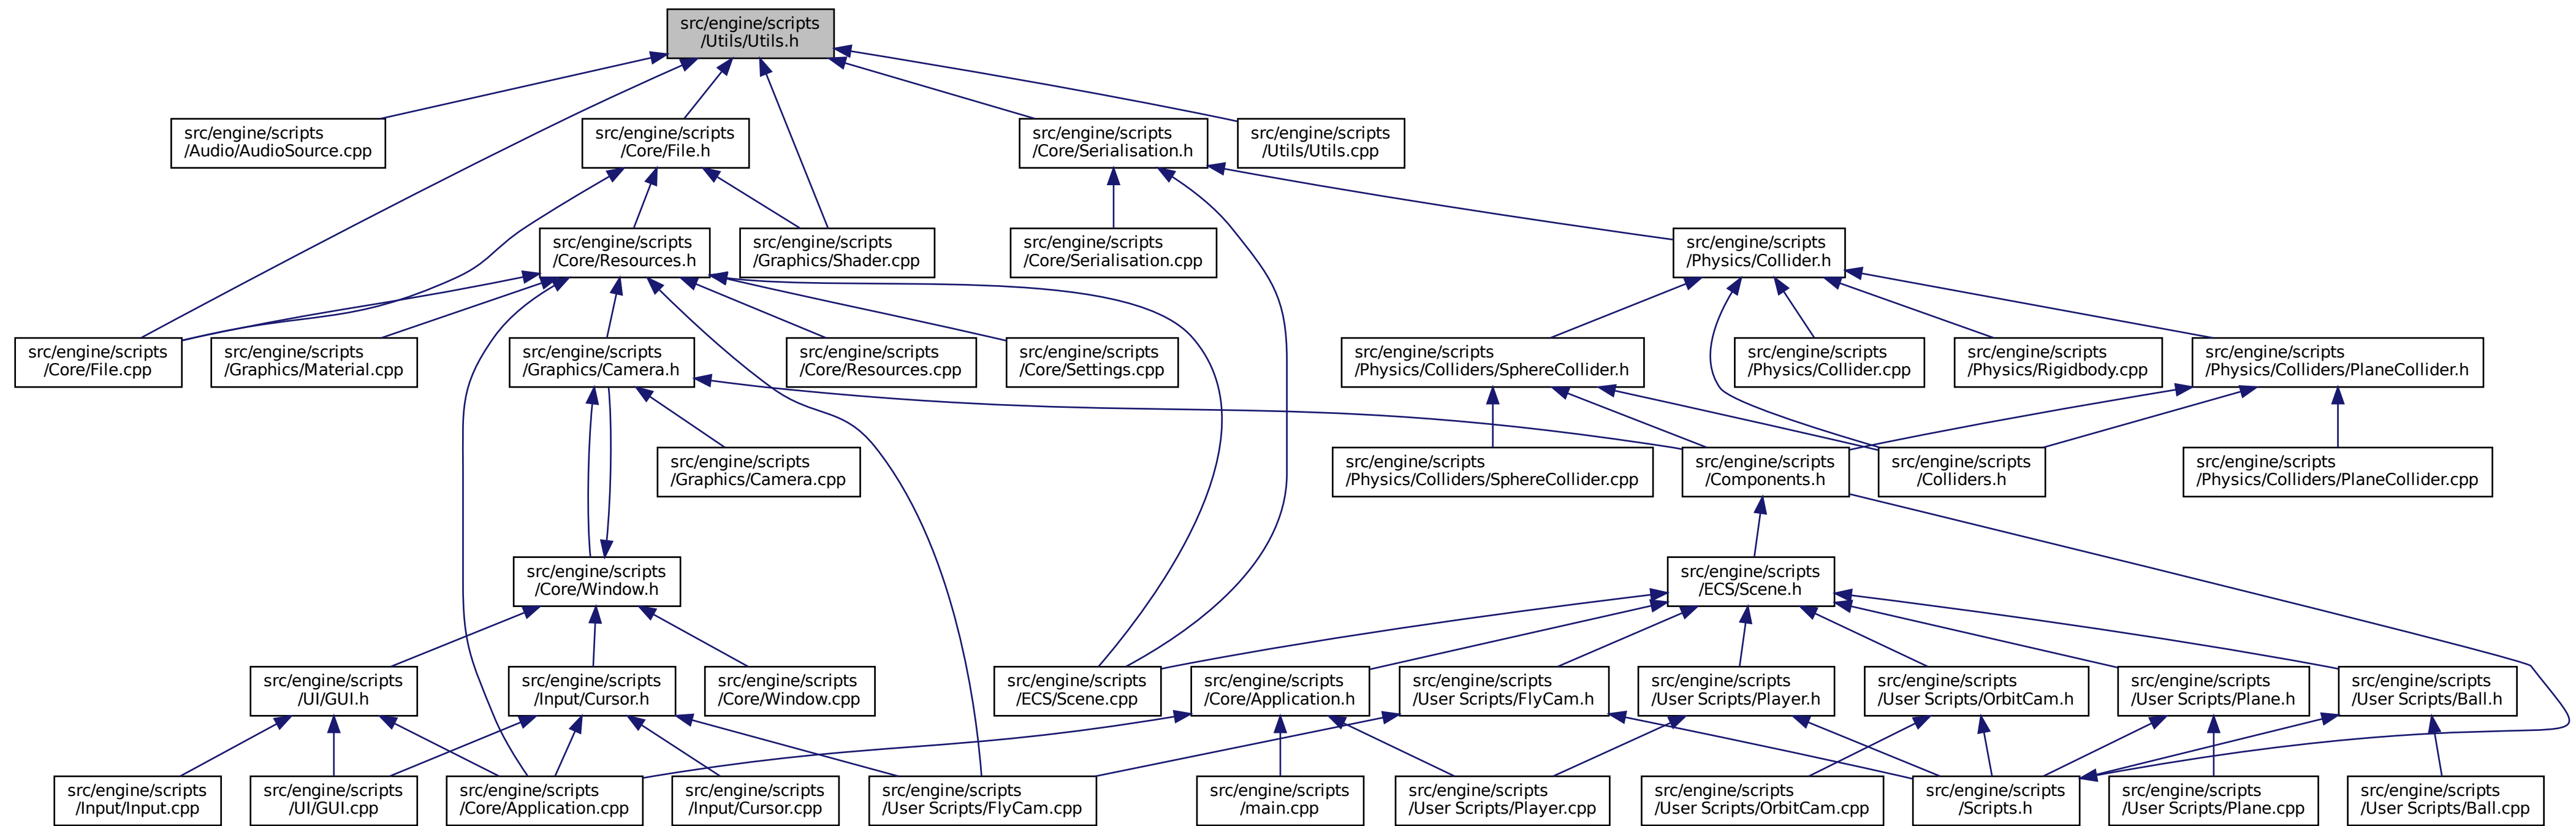 src/engine/scripts
/Utils/Utils.h
src/engine/scripts
/Audio/AudioSource.cpp
src/engine/scripts
/Core/File.h
src/engine/scripts
/Core/Serialisation.h
src/engine/scripts
/Utils/Utils.cpp
src/engine/scripts
/Core/Resources.h
src/engine/scripts
/Graphics/Shader.cpp
src/engine/scripts
/Core/Serialisation.cpp
src/engine/scripts
/Physics/Collider.h
src/engine/scripts
/Core/File.cpp
src/engine/scripts
/Graphics/Material.cpp
src/engine/scripts
/Graphics/Camera.h
src/engine/scripts
/Core/Resources.cpp
src/engine/scripts
/Core/Settings.cpp
src/engine/scripts
/Physics/Colliders/SphereCollider.h
src/engine/scripts
/Physics/Collider.cpp
src/engine/scripts
/Physics/Rigidbody.cpp
src/engine/scripts
/Physics/Colliders/PlaneCollider.h
src/engine/scripts
/Graphics/Camera.cpp
src/engine/scripts
/Physics/Colliders/SphereCollider.cpp
src/engine/scripts
/Components.h
src/engine/scripts
/Colliders.h
src/engine/scripts
/Physics/Colliders/PlaneCollider.cpp
src/engine/scripts
/Core/Window.h
src/engine/scripts
/ECS/Scene.h
src/engine/scripts
/UI/GUI.h
src/engine/scripts
/Input/Cursor.h
src/engine/scripts
/Core/Window.cpp
src/engine/scripts
/ECS/Scene.cpp
src/engine/scripts
/Core/Application.h
src/engine/scripts
/User Scripts/FlyCam.h
src/engine/scripts
/User Scripts/Player.h
src/engine/scripts
/User Scripts/OrbitCam.h
src/engine/scripts
/User Scripts/Plane.h
src/engine/scripts
/User Scripts/Ball.h
src/engine/scripts
/Input/Input.cpp
src/engine/scripts
/UI/GUI.cpp
src/engine/scripts
/Core/Application.cpp
src/engine/scripts
/Input/Cursor.cpp
src/engine/scripts
/User Scripts/FlyCam.cpp
src/engine/scripts
/main.cpp
src/engine/scripts
/User Scripts/Player.cpp
src/engine/scripts
/User Scripts/OrbitCam.cpp
src/engine/scripts
/Scripts.h
src/engine/scripts
/User Scripts/Plane.cpp
src/engine/scripts
/User Scripts/Ball.cpp